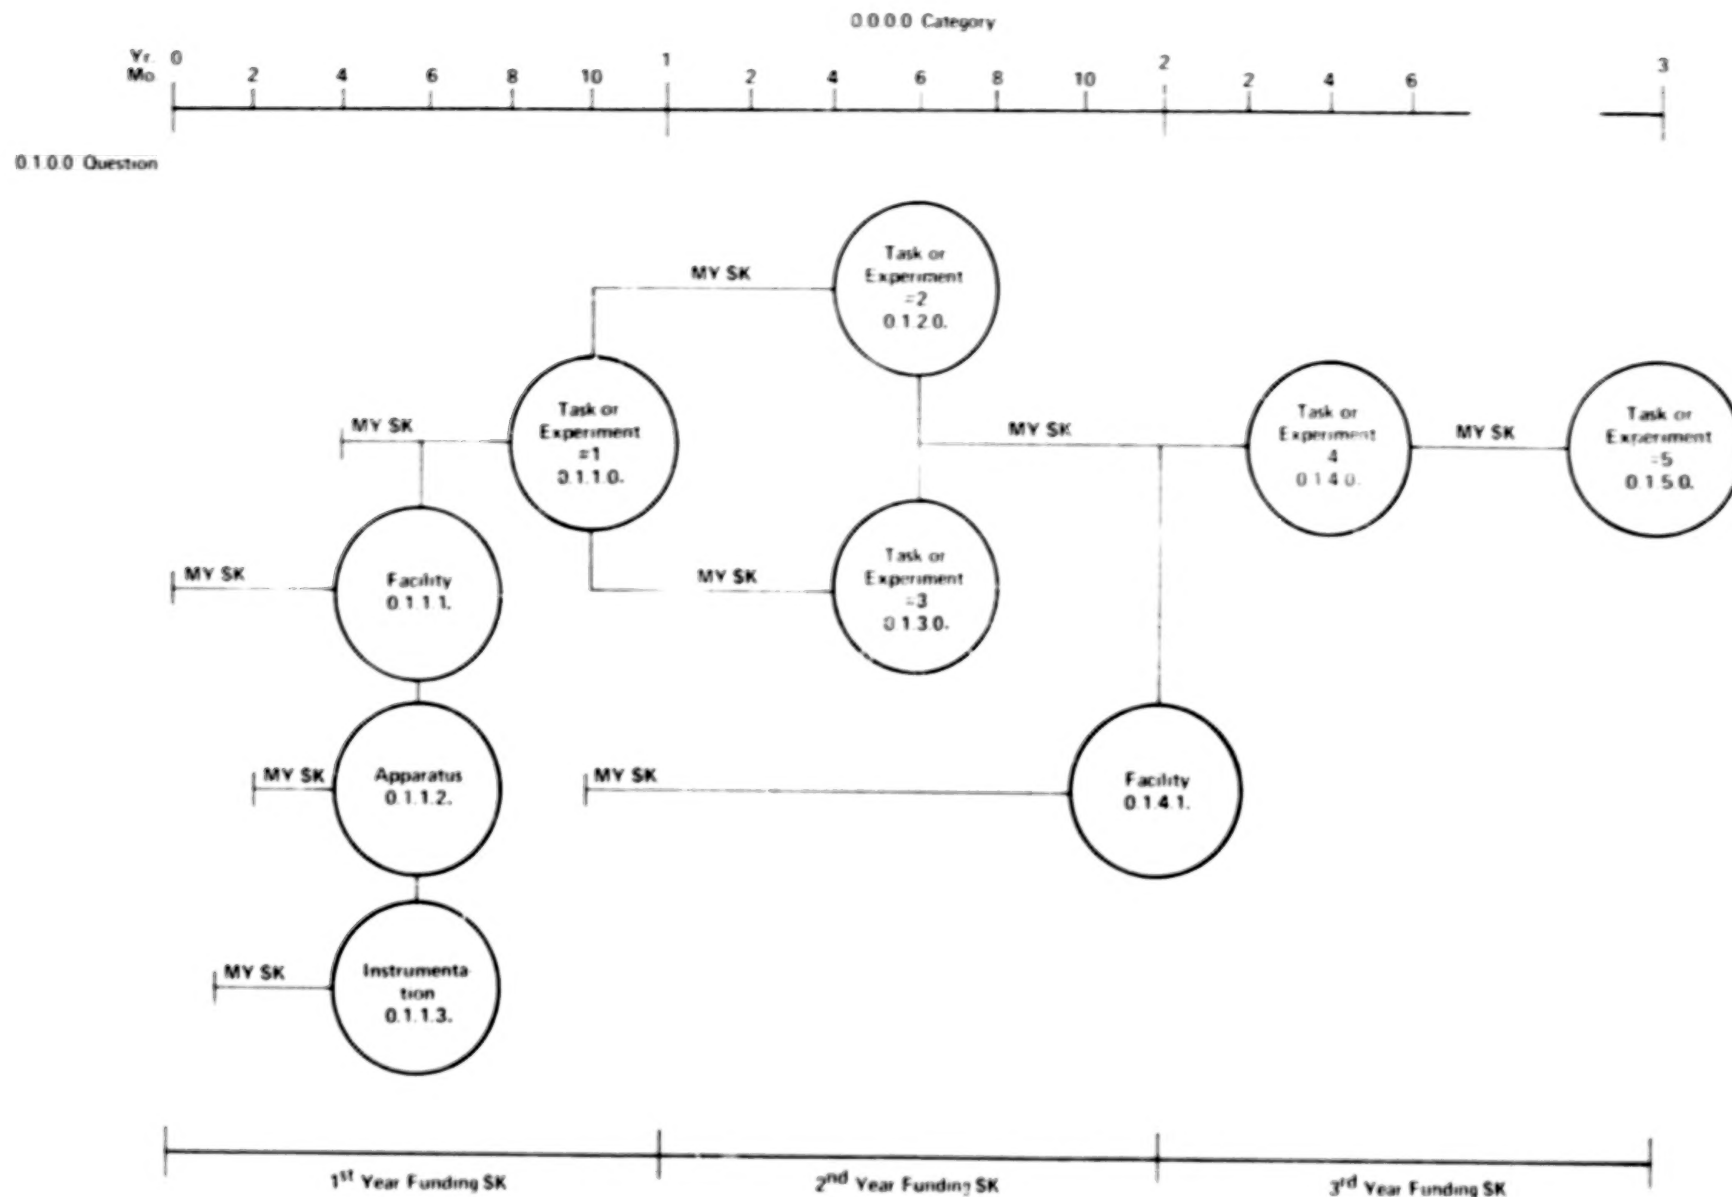 0.0.0.0 Category
Yr. 0 1 2 3
Mo. 2 4 6 8 10 2 4 6 8 10 2 4 6
0.1.0.0 Question
MY $K
Task or
Experiment
=2
0.1.2.0.
MY $K
Task or
Experiment
=1
0.1.1.0.
MY $K
Task or
Experiment
4
0.1.4.0.
MY $K
Task or
Experiment
=5
0.1.5.0.
MY $K
Facility
0.1.1.1.
MY $K
Task or
Experiment
=3
0.1.3.0.
MY $K
Apparatus
0.1.1.2.
MY $K
Facility
0.1.4.1.
MY $K
Instrumenta-
tion
0.1.1.3.
1st Year Funding $K
2nd Year Funding $K
3rd Year Funding $K